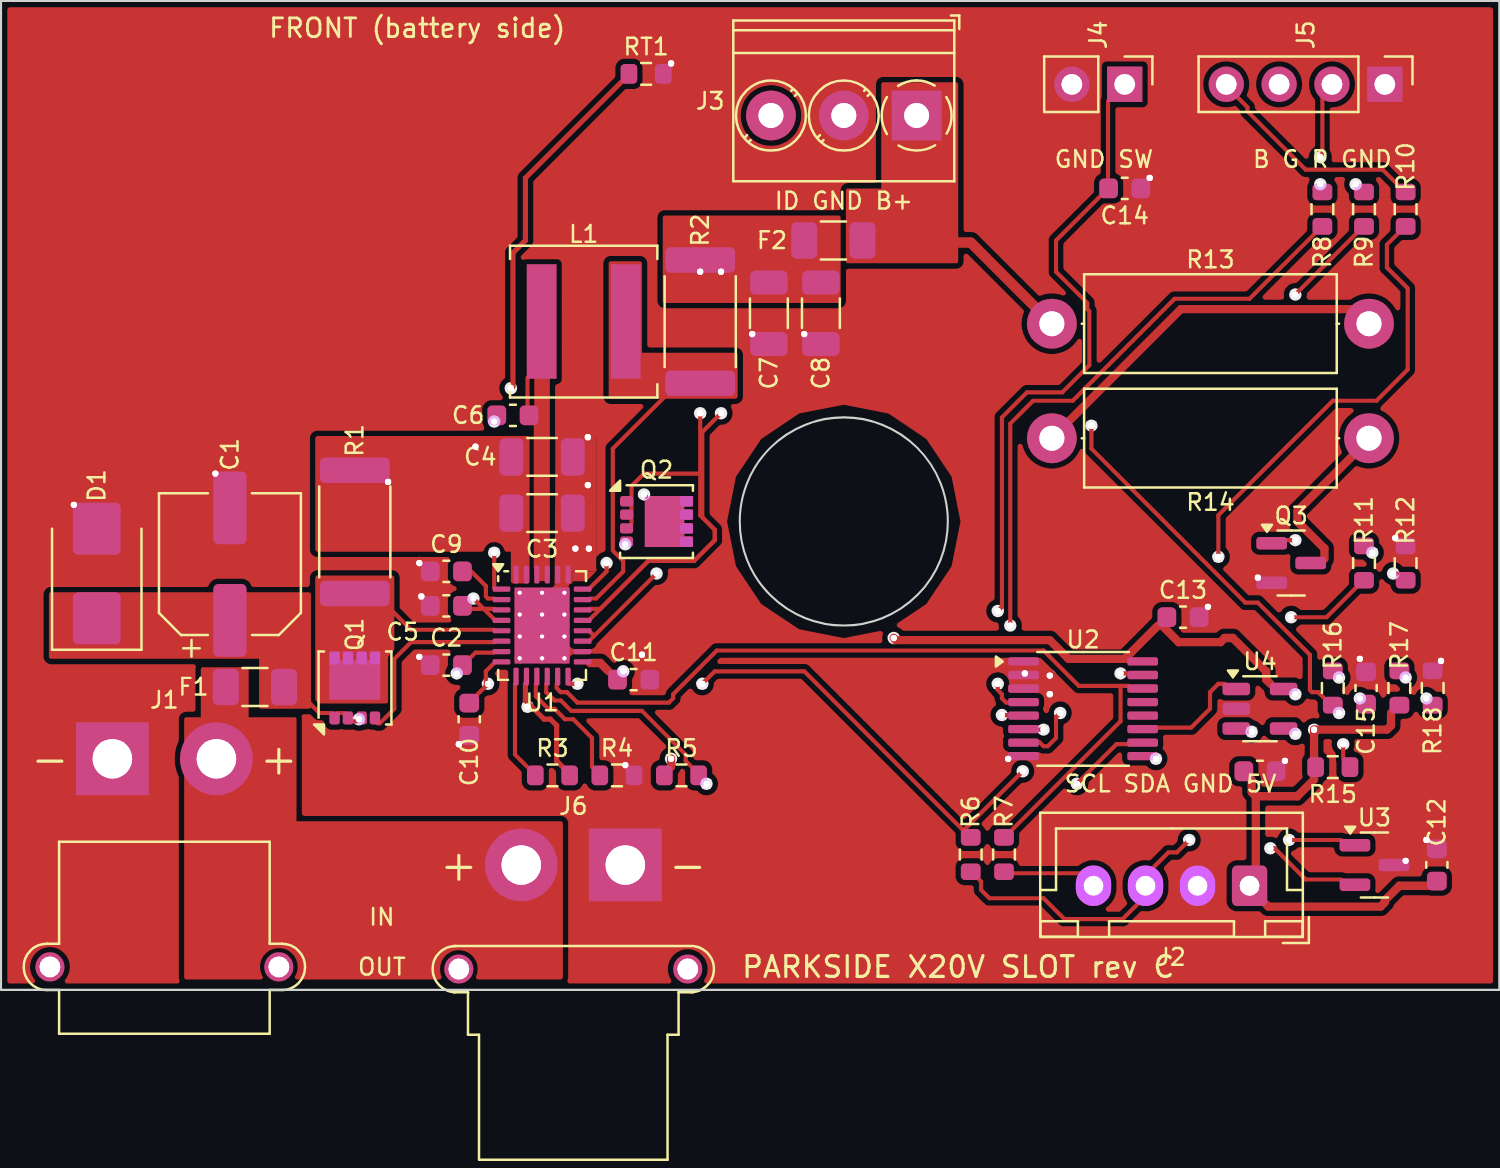 FRONT (battery side)
RT1
J3
J4
J5
GND SW
B G R GND
R10
C14
ID GND B+
L1
R2
F2
R8
R9
R13
C7
C8
C6
C4
R1
C1
D1
Q2
R14
Q3
R11
R12
C9
C3
C13
C5
C2
Q1
C11
U2
U4
R16
R17
F1
J1
U1
C10
R3
R4
R5
C15
R18
- +
SCL SDA GND 5V
R15
J6
R6
R7
U3
C12
+ -
+
IN
OUT
PARKSIDE X20V SLOT rev C
J2